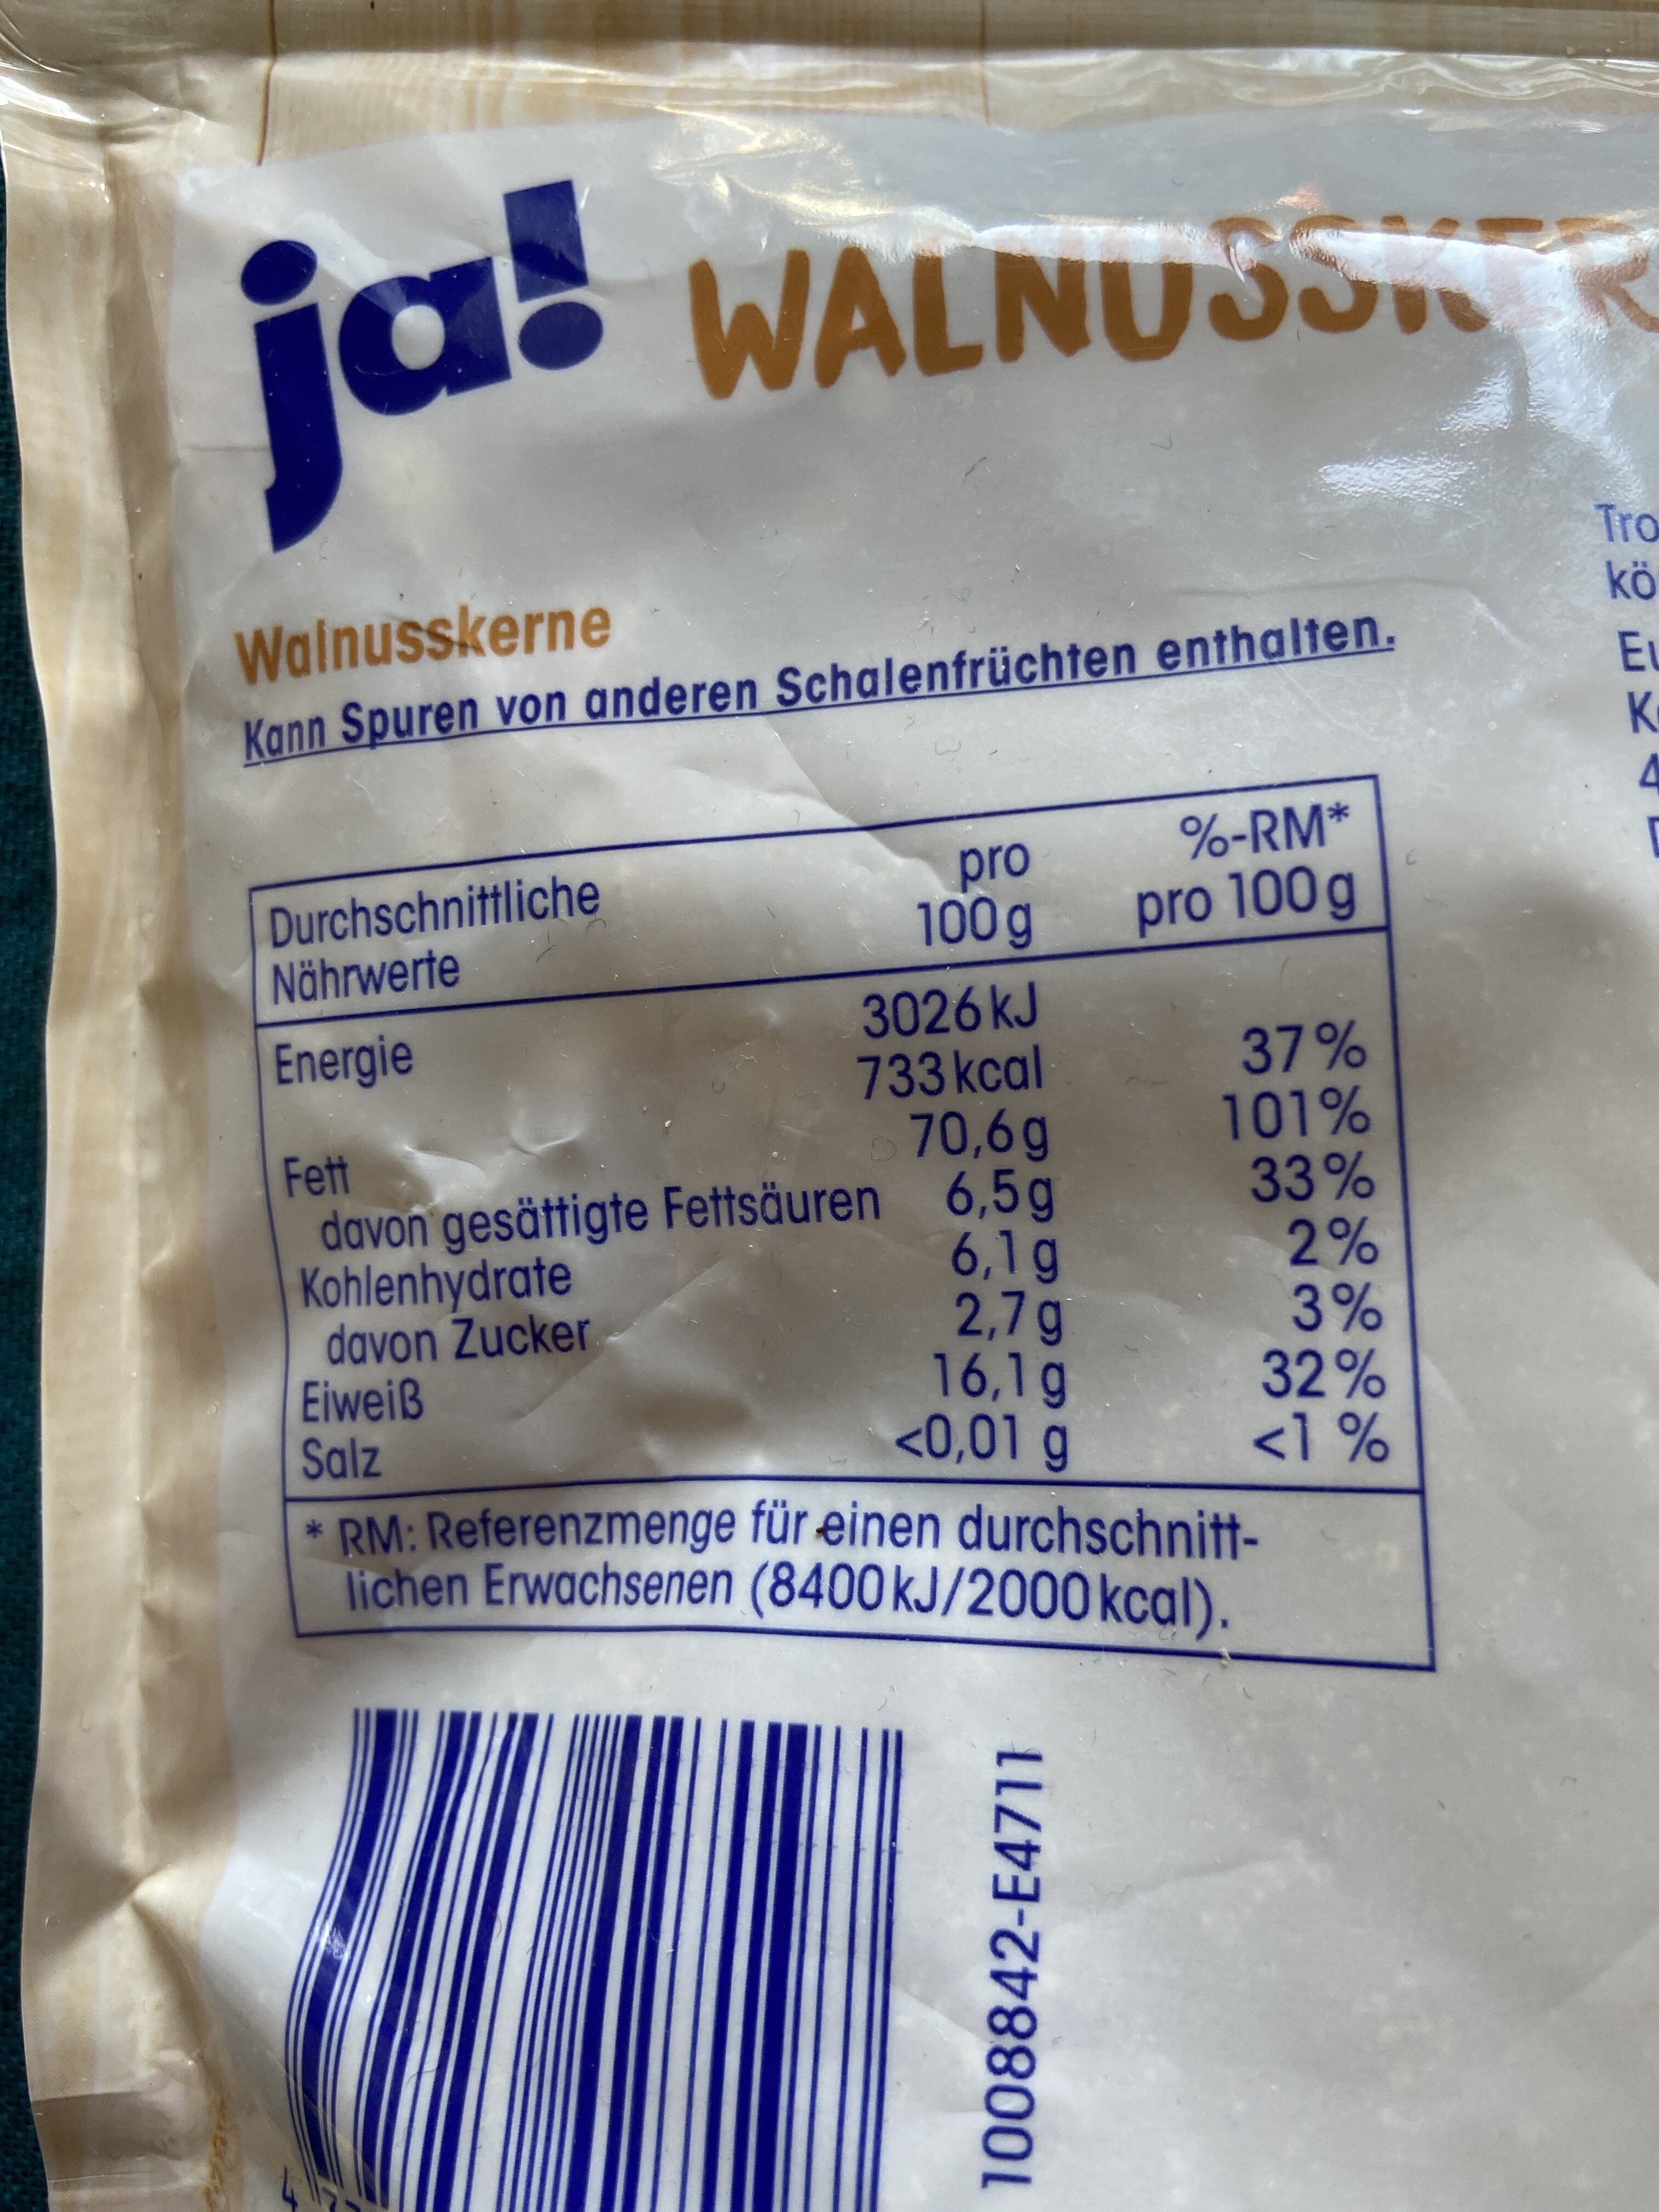 ja! WALNUSSKER
Walnusskerne
Kann Spuren von anderen Schalenfrüchten enthalten.
Durchschnittliche Nährwerte pro 100g %-RM* pro 100g
Energie 3026 kJ
733 kcal 37%
Fett 70,6g 101%
davon gesättigte Fettsäuren 6,5g 33%
Kohlenhydrate 6,1g 2%
davon Zucker 2,7g 3%
Eiweiß 16,1g 32%
Salz <0,01 g <1 %
* RM: Referenzmenge für einen durchschnitt-
lichen Erwachsenen (8400 kJ/2000 kcal).
1008842-E4711
Tro
kö